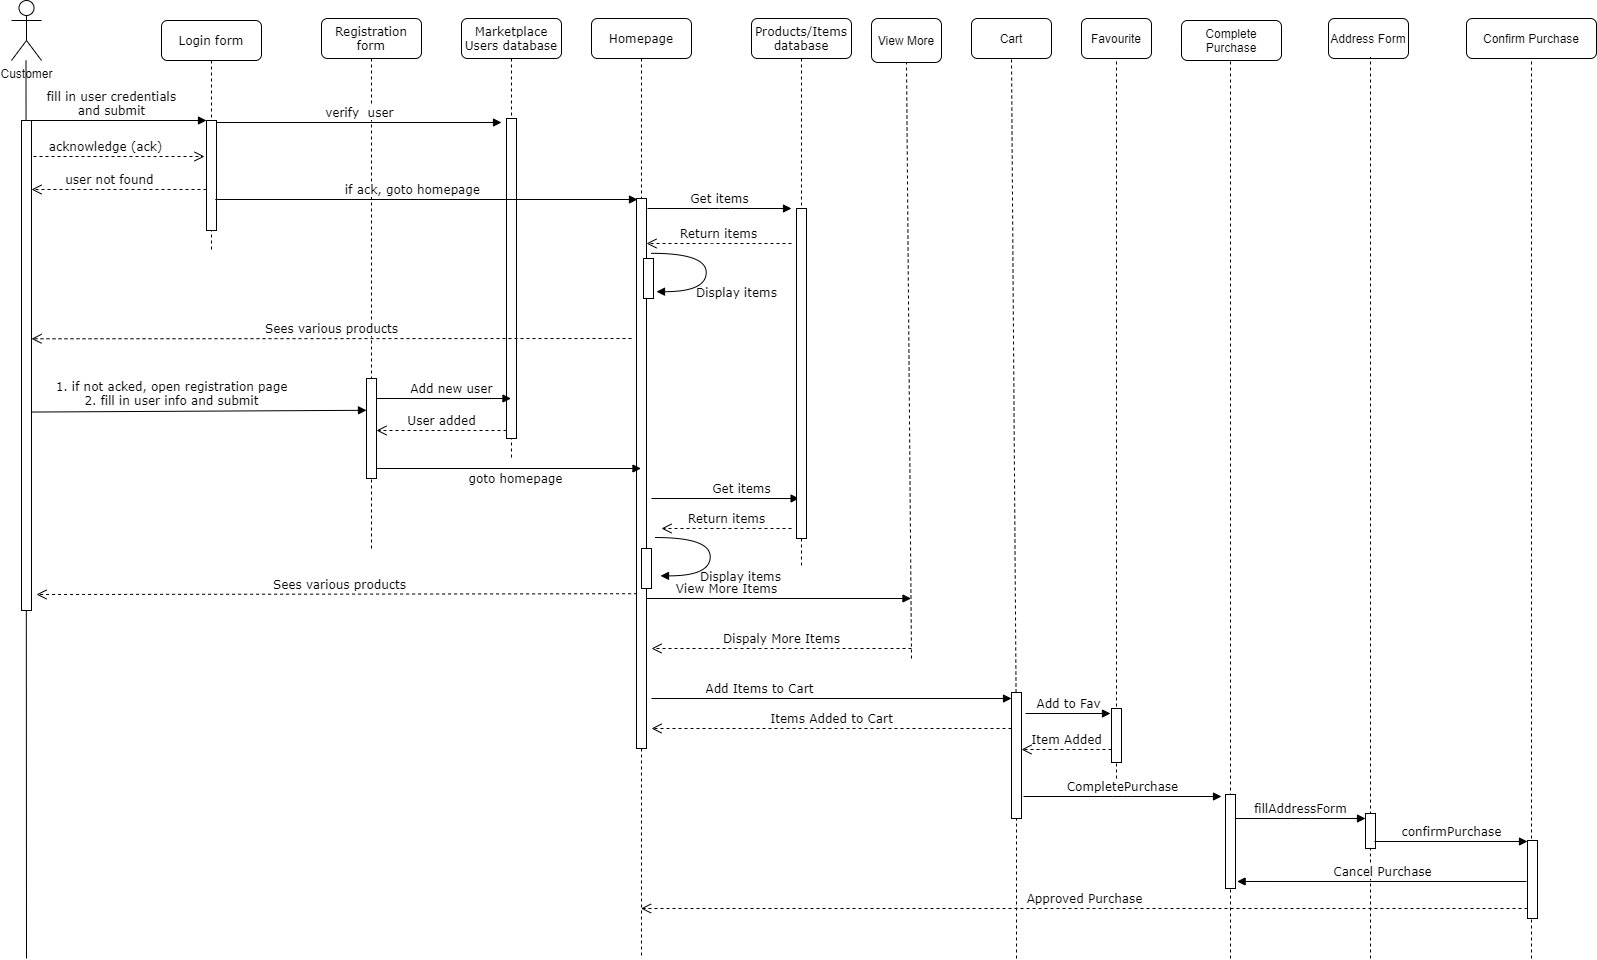 Customer
Login form
Registration
form
Marketplace
Users database
Homepage
Products/Items
database
View More
Cart
Favourite
Complete
Purchase
Address Form
Confirm Purchase
fill in user credentials
and submit
verify  user
acknowledge (ack)
user not found
if ack, goto homepage
Get items
Return items
Display items
Sees various products
1. if not acked, open registration page
2. fill in user info and submit
Add new user
User added
goto homepage
Get items
Return items
Display items
Sees various products
View More Items
Dispaly More Items
Add Items to Cart
Add to Fav
Items Added to Cart
Item Added
CompletePurchase
fillAddressForm
confirmPurchase
Cancel Purchase
Approved Purchase